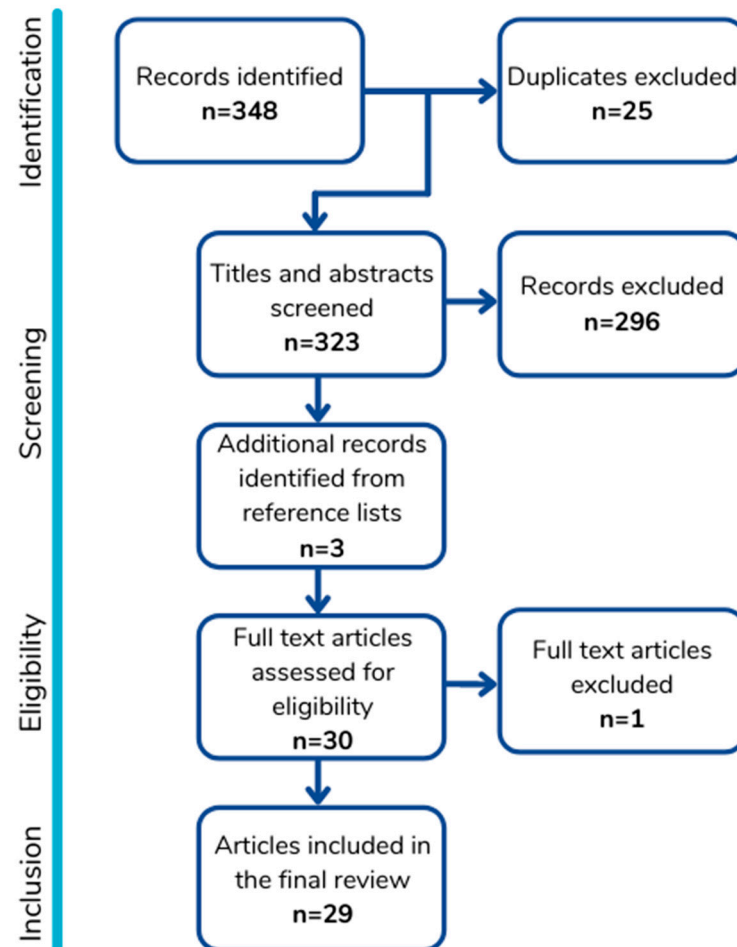 Identification
Records identified
n=348
Duplicates excluded
n=25
Screening
Titles and abstracts
screened
n=323
Records excluded
n=296
Additional records
identified from
reference lists
n=3
Eligibility
Full text articles
assessed for
eligibility
n=30
Full text articles
excluded
n=1
Inclusion
Articles included in
the final review
n=29